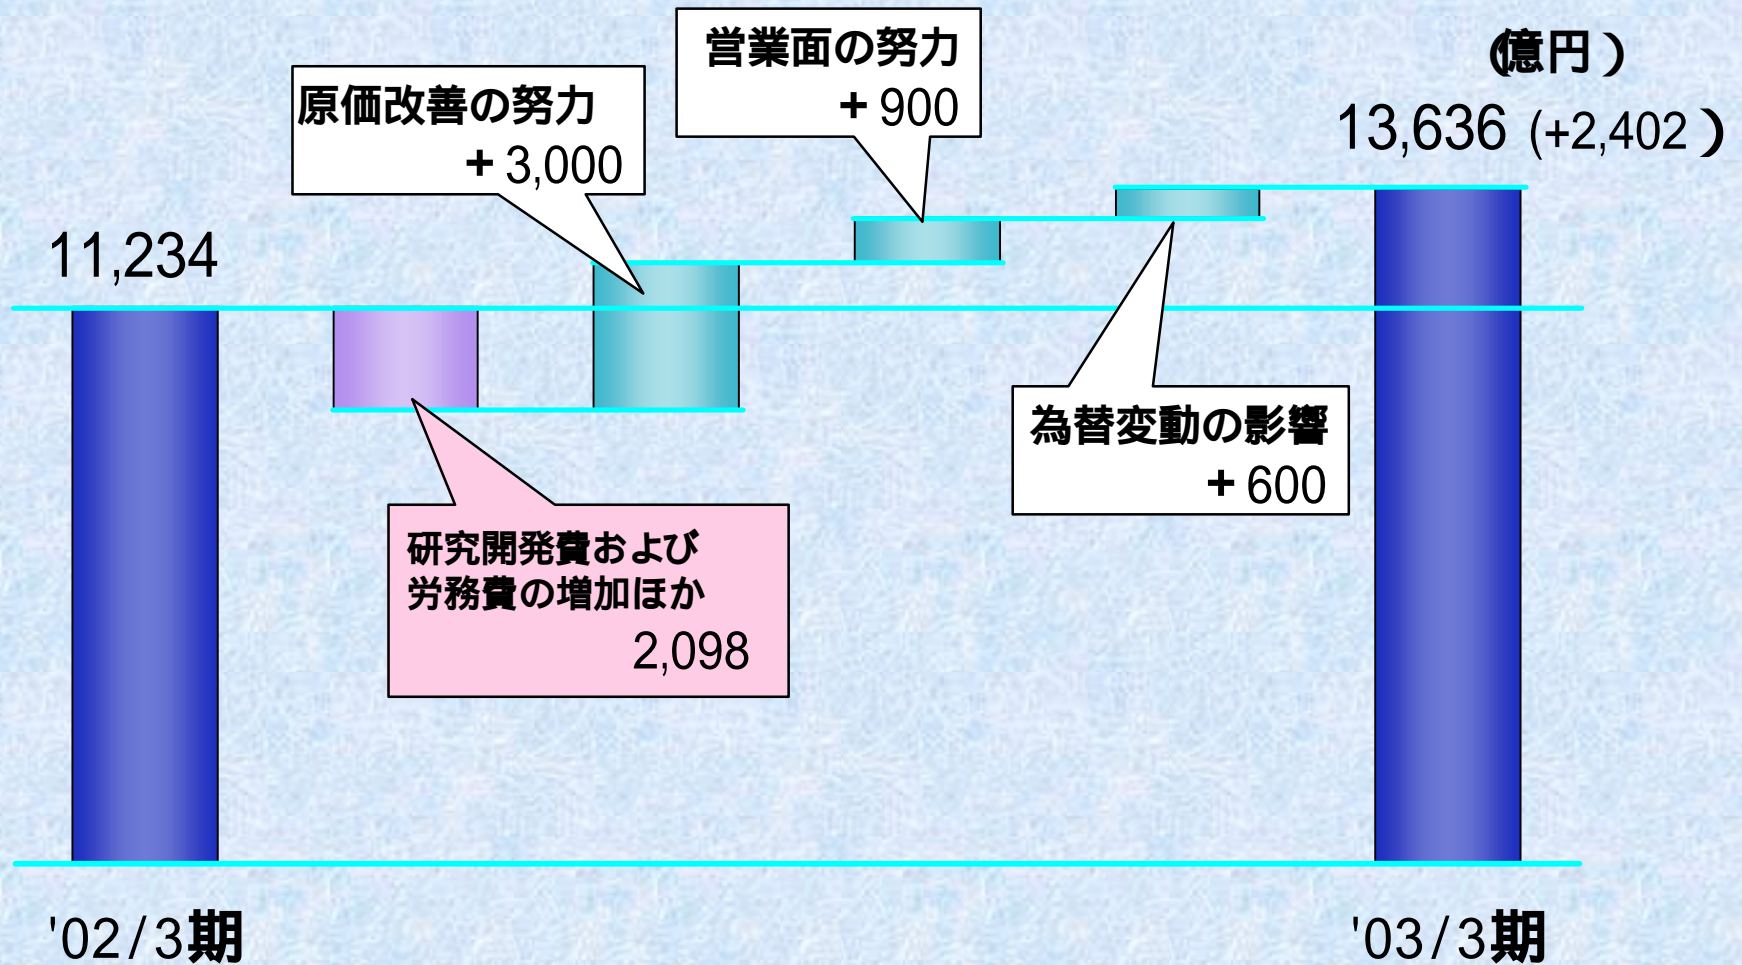 (億円)
13,636 (+2,402)
営業面の努力
+ 900
原価改善の努力
+ 3,000
11,234
為替変動の影響
+ 600
研究開発費および
労務費の増加ほか
2,098
'02/3期
'03/3期